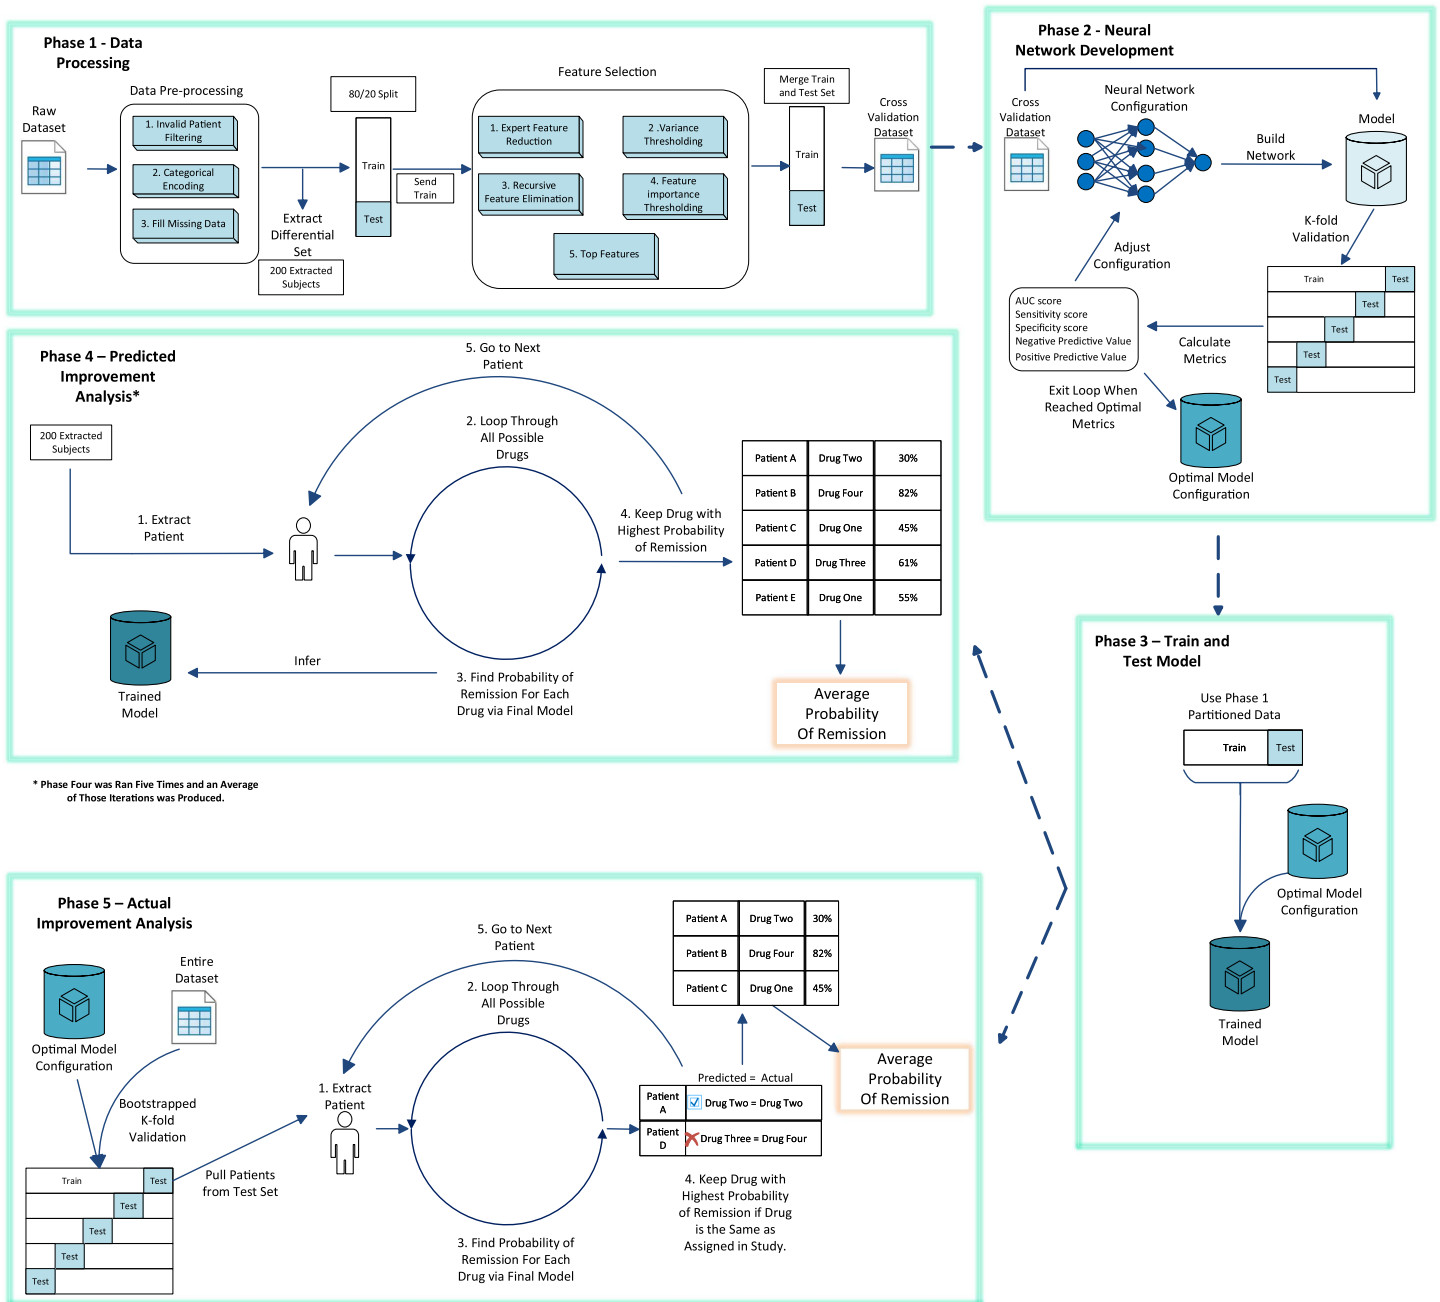 Phase 1 - Data
Processing
Raw
Dataset
Data Pre-processing
1. Invalid Patient
Filtering
2. Categorical
Encoding
3. Fill Missing Data
Extract
Differential
Set
200 Extracted
Subjects
80/20 Split
Train
Test
Send
Train
Feature Selection
1. Expert Feature
Reduction
2 .Variance
Thresholding
3. Recursive
Feature Elimination
4. Feature
importance
Thresholding
5. Top Features
Merge Train
and Test Set
Train
Test
Cross
Validation
Dataset
Phase 2 - Neural
Network Development
Cross
Validation
Dataset
Neural Network
Configuration
Build
Network
Model
K-fold
Validation
Train
Test
Test
Test
Test
Test
Calculate
Metrics
AUC score
Sensitivity score
Specificity score
Negative Predictive Value
Positive Predictive Value
Adjust
Configuration
Exit Loop When
Reached Optimal
Metrics
Optimal Model
Configuration
Phase 3 – Train and
Test Model
Use Phase 1
Partitioned Data
Train
Test
Optimal Model
Configuration
Trained
Model
Phase 4 – Predicted
Improvement
Analysis*
200 Extracted
Subjects
1. Extract
Patient
2. Loop Through
All Possible
Drugs
3. Find Probability of
Remission For Each
Drug via Final Model
Infer
Trained
Model
4. Keep Drug with
Highest Probability
of Remission
5. Go to Next
Patient
Patient A Drug Two 30%
Patient B Drug Four 82%
Patient C Drug One 45%
Patient D Drug Three 61%
Patient E Drug One 55%
Average
Probability
Of Remission
* Phase Four was Ran Five Times and an Average
of Those Iterations was Produced.
Phase 5 – Actual
Improvement Analysis
Optimal Model
Configuration
Entire
Dataset
Bootstrapped
K-fold
Validation
Train
Test
Test
Test
Test
Test
Pull Patients
from Test Set
1. Extract
Patient
2. Loop Through
All Possible
Drugs
3. Find Probability of
Remission For Each
Drug via Final Model
5. Go to Next
Patient
Predicted = Actual
Patient
A
Drug Two = Drug Two
Patient
D
Drug Three = Drug Four
4. Keep Drug with
Highest Probability
of Remission if Drug
is the Same as
Assigned in Study.
Patient A Drug Two 30%
Patient B Drug Four 82%
Patient C Drug One 45%
Average
Probability
Of Remission